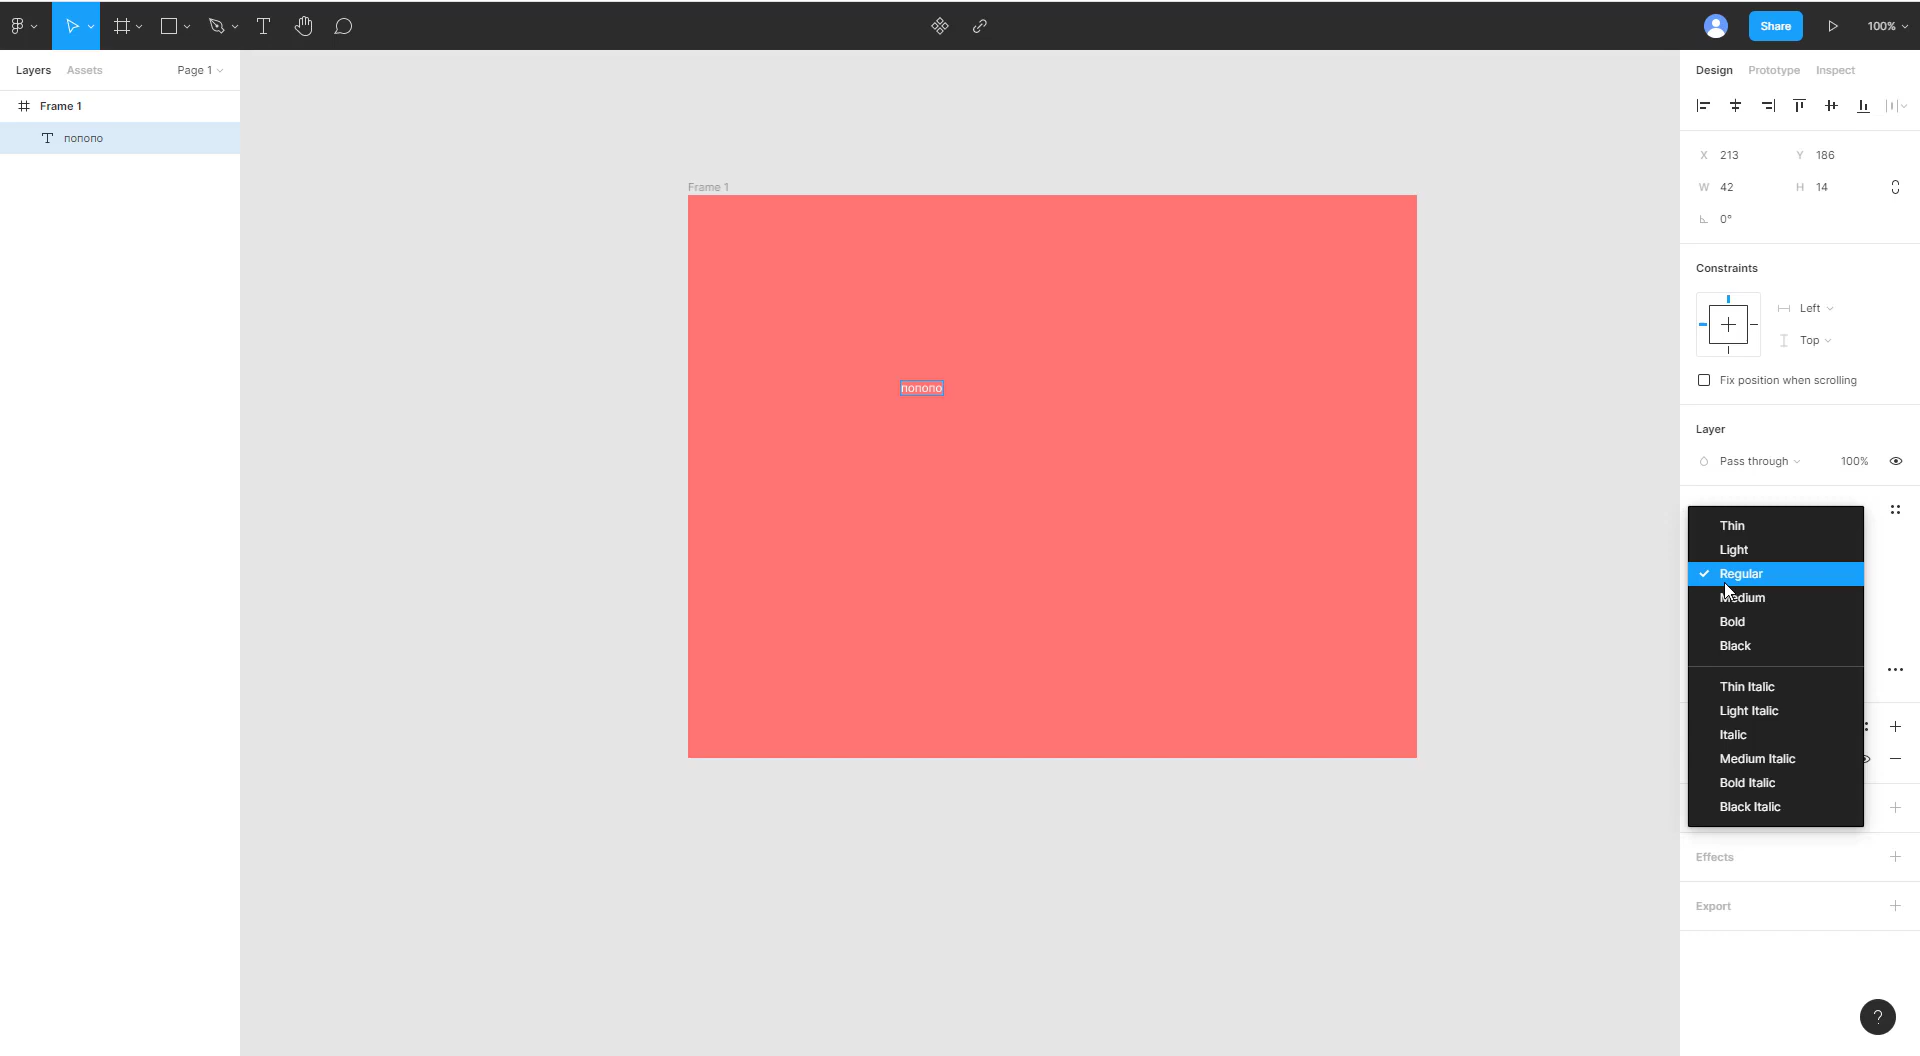 100%
Share
Layers Assets Page 1
Design Prototype Inspect
Frame 1
попопо
X 213 Y 186
W 42 H 14
0°
Constraints
Left
Top
Fix position when scrolling
Layer
Pass through 100%
Frame 1
попопо
Thin
Light
Regular
Medium
Bold
Black
Thin Italic
Light Italic
Italic
Medium Italic
Bold Italic
Black Italic
Effects
Export
?